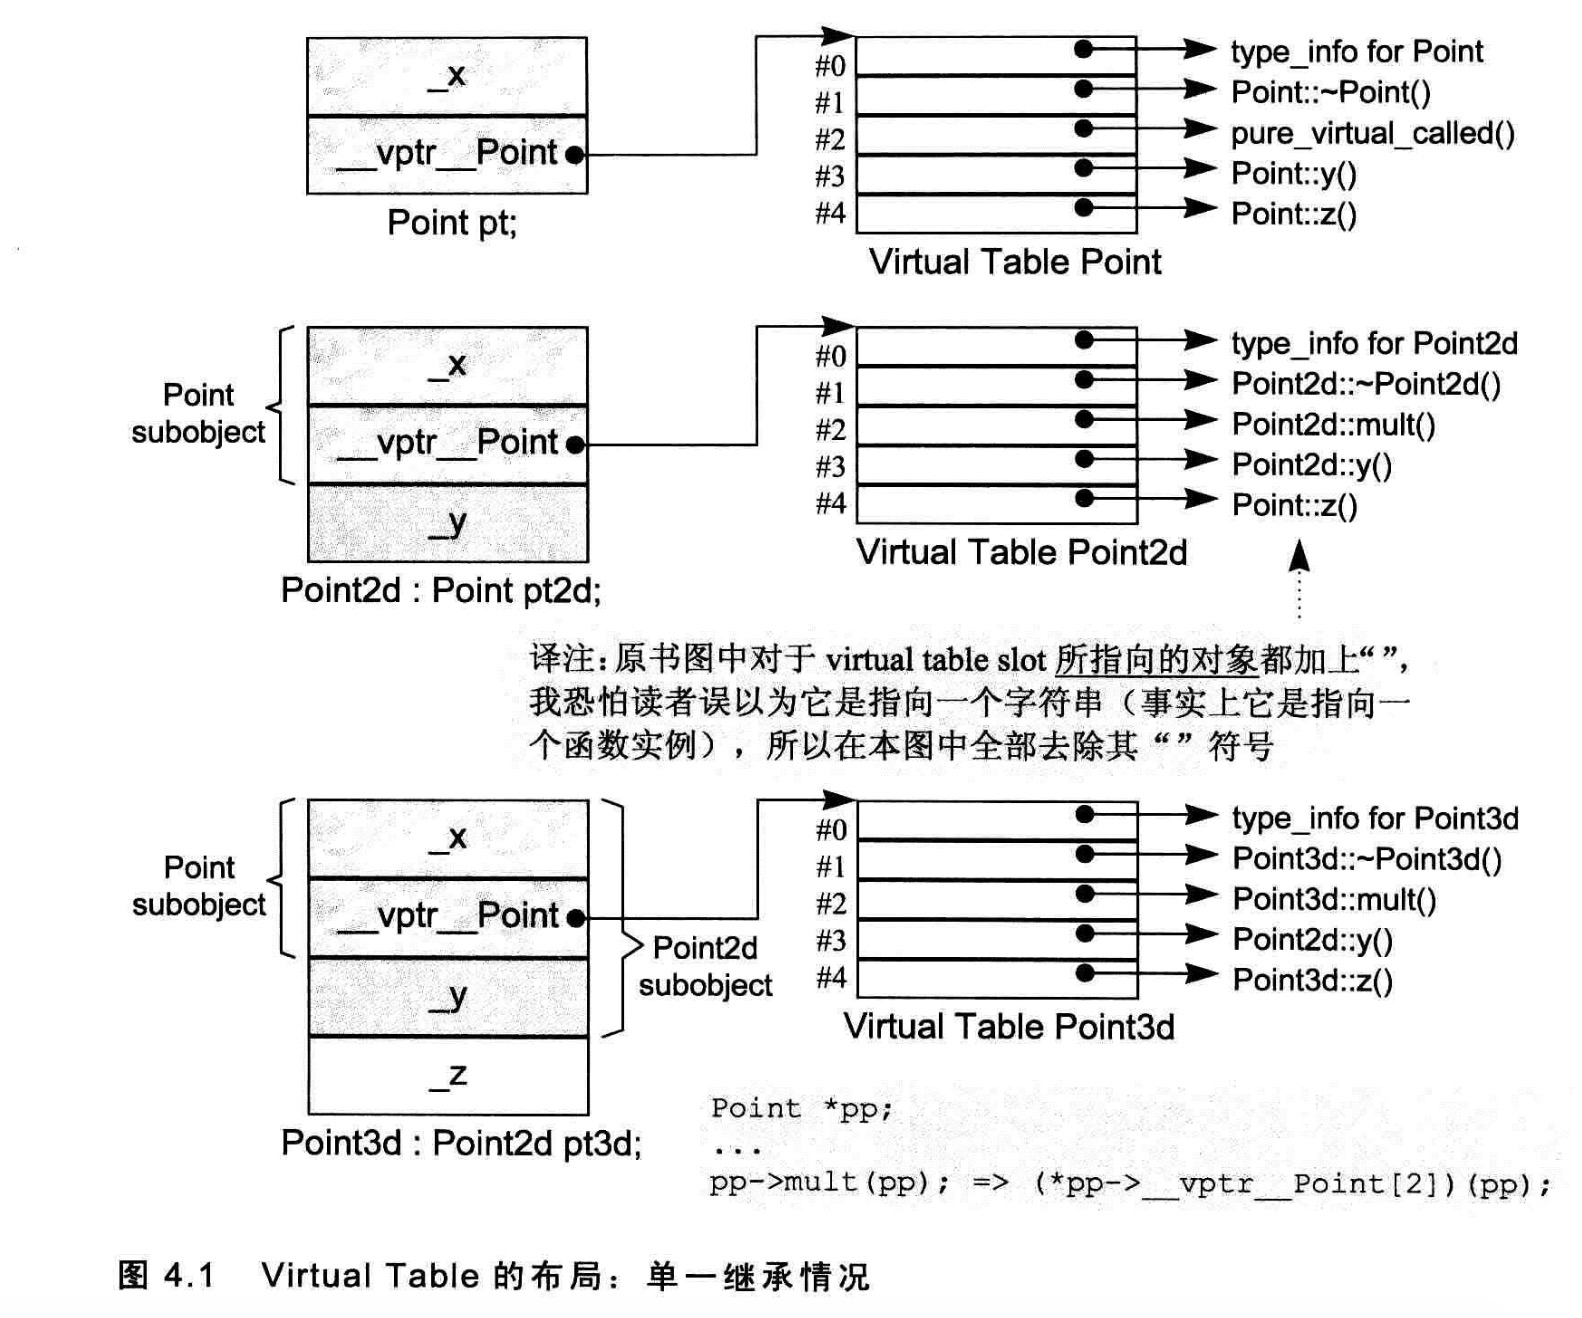 _x
__vptr__Point
Point pt;
#0
#1
#2
#3
#4
type_info for Point
Point::~Point()
pure_virtual_called()
Point::y()
Point::z()
Virtual Table Point
Point
subobject
_x
__vptr__Point
_y
Point2d : Point pt2d;
#0
#1
#2
#3
#4
type_info for Point2d
Point2d::~Point2d()
Point2d::mult()
Point2d::y()
Point::z()
Virtual Table Point2d
译注：原书图中对于 virtual table slot 所指向的对象都加上“ ”，
我恐怕读者误以为它是指向一个字符串（事实上它是指向一
个函数实例），所以在本图中全部去除其“ ” 符号
Point
subobject
_x
__vptr__Point
_y
_z
Point2d
subobject
Point3d : Point2d pt3d;
#0
#1
#2
#3
#4
type_info for Point3d
Point3d::~Point3d()
Point3d::mult()
Point2d::y()
Point3d::z()
Virtual Table Point3d
Point *pp;
...
pp->mult(pp); => (*pp->__vptr__Point[2])(pp);
图 4.1 Virtual Table 的布局：单一继承情况